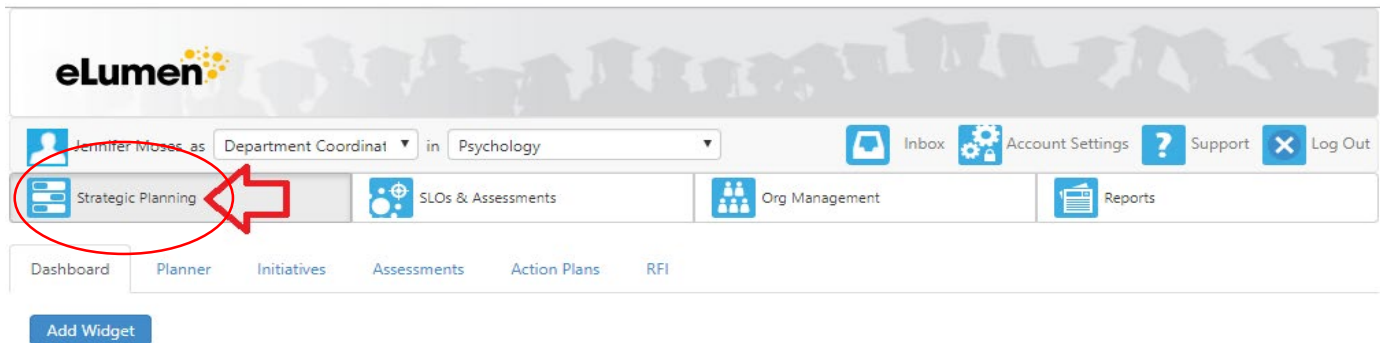 eLumen
Jennifer Moses as Department Coordinat in Psychology Inbox Account Settings ? Support Log Out
Strategic Planning SLOs & Assessments Org Management Reports
Dashboard Planner Initiatives Assessments Action Plans RFI
Add Widget